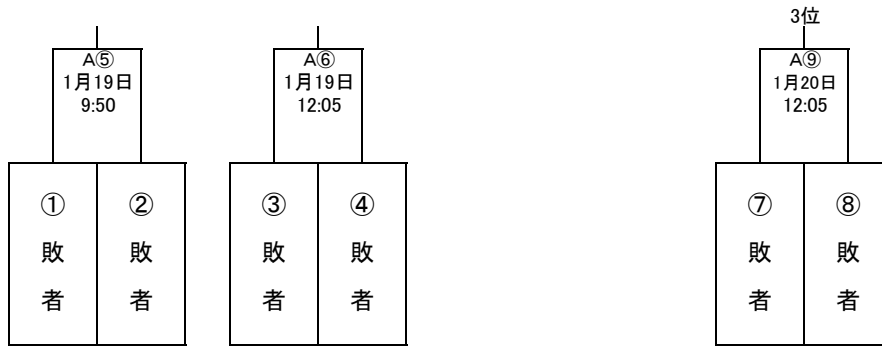 A⑤
1月19日
9:50
①敗者
②敗者
A⑥
1月19日
12:05
③敗者
④敗者
3位
A⑨
1月20日
12:05
⑦敗者
⑧敗者